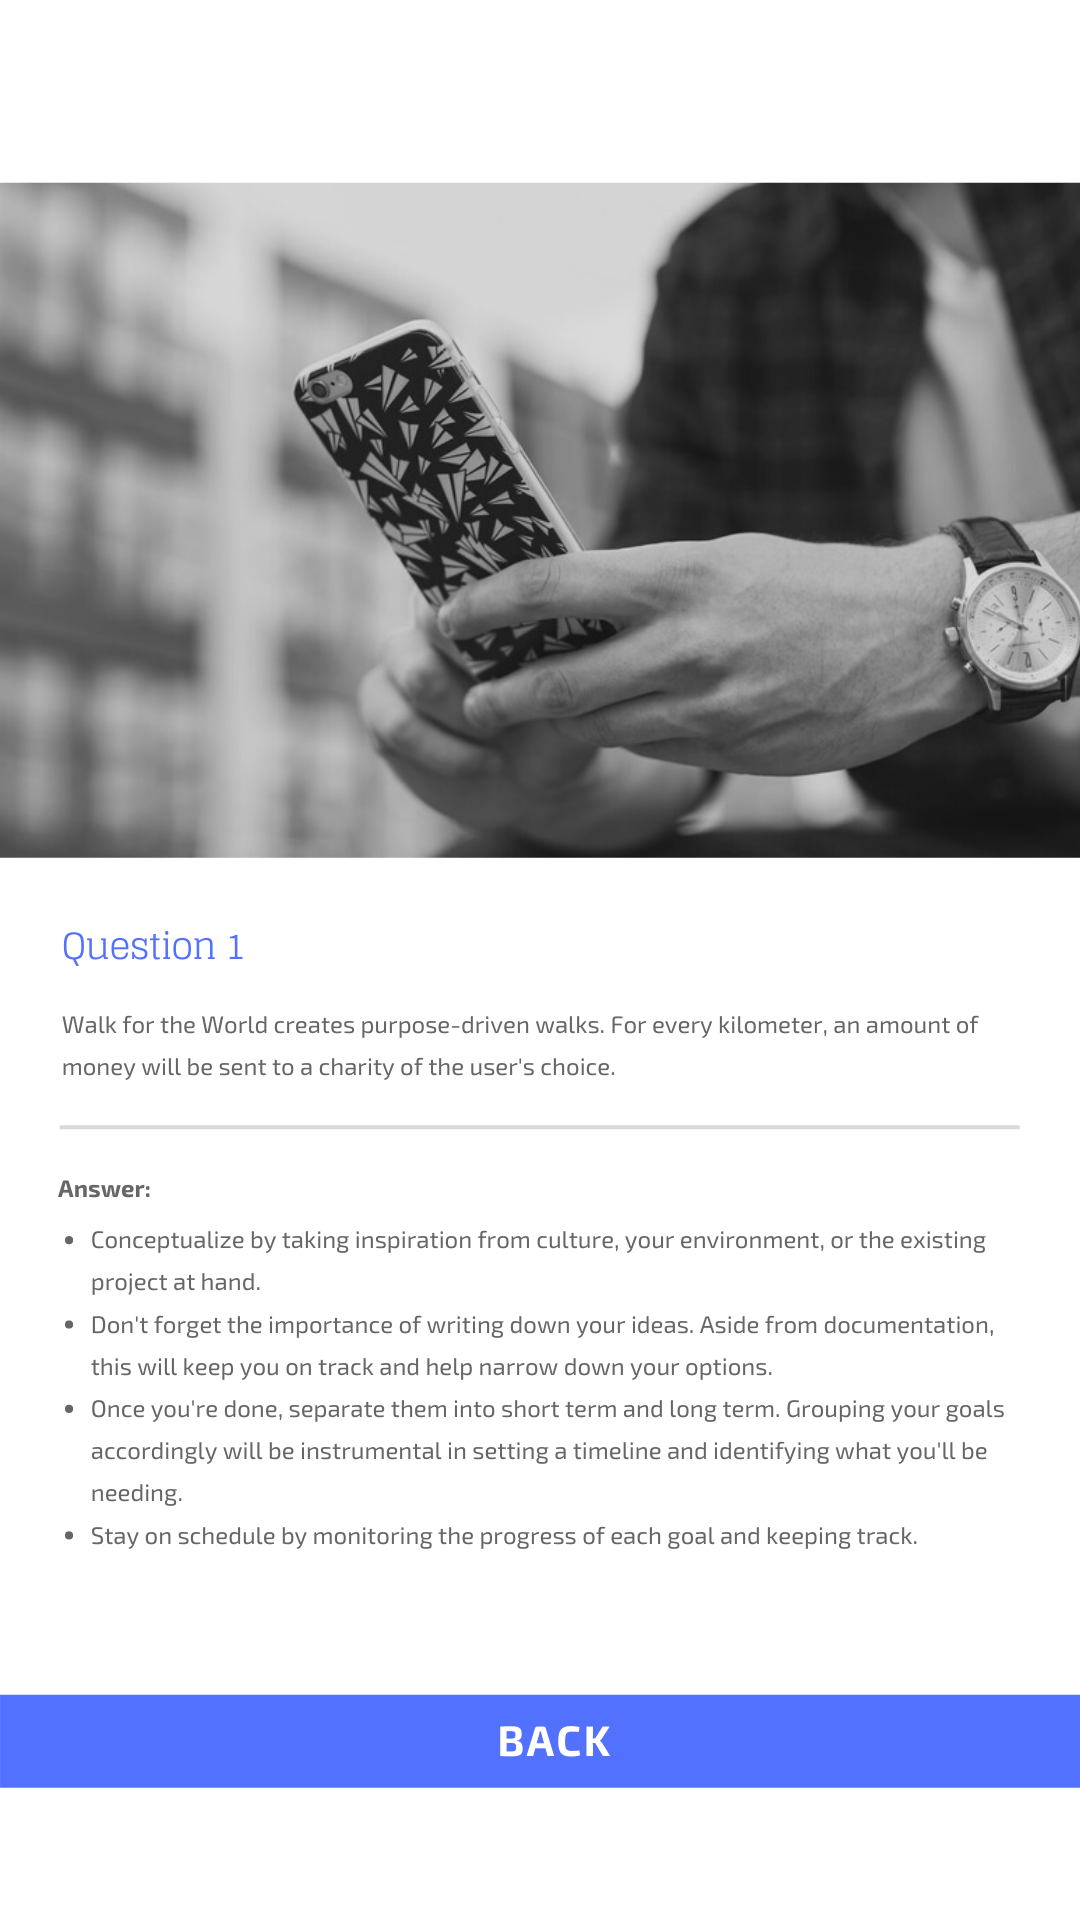 Question 1
Walk for the World creates purpose-driven walks. For every kilometer, an amount of
money will be sent to a charity of the user's choice.
Answer:
• Conceptualize by taking inspiration from culture, your environment, or the existing
project at hand.
• Don't forget the importance of writing down your ideas. Aside from documentation,
this will keep you on track and help narrow down your options.
• Once you're done, separate them into short term and long term. Grouping your goals
accordingly will be instrumental in setting a timeline and identifying what you'll be
needing.
• Stay on schedule by monitoring the progress of each goal and keeping track.
BACK